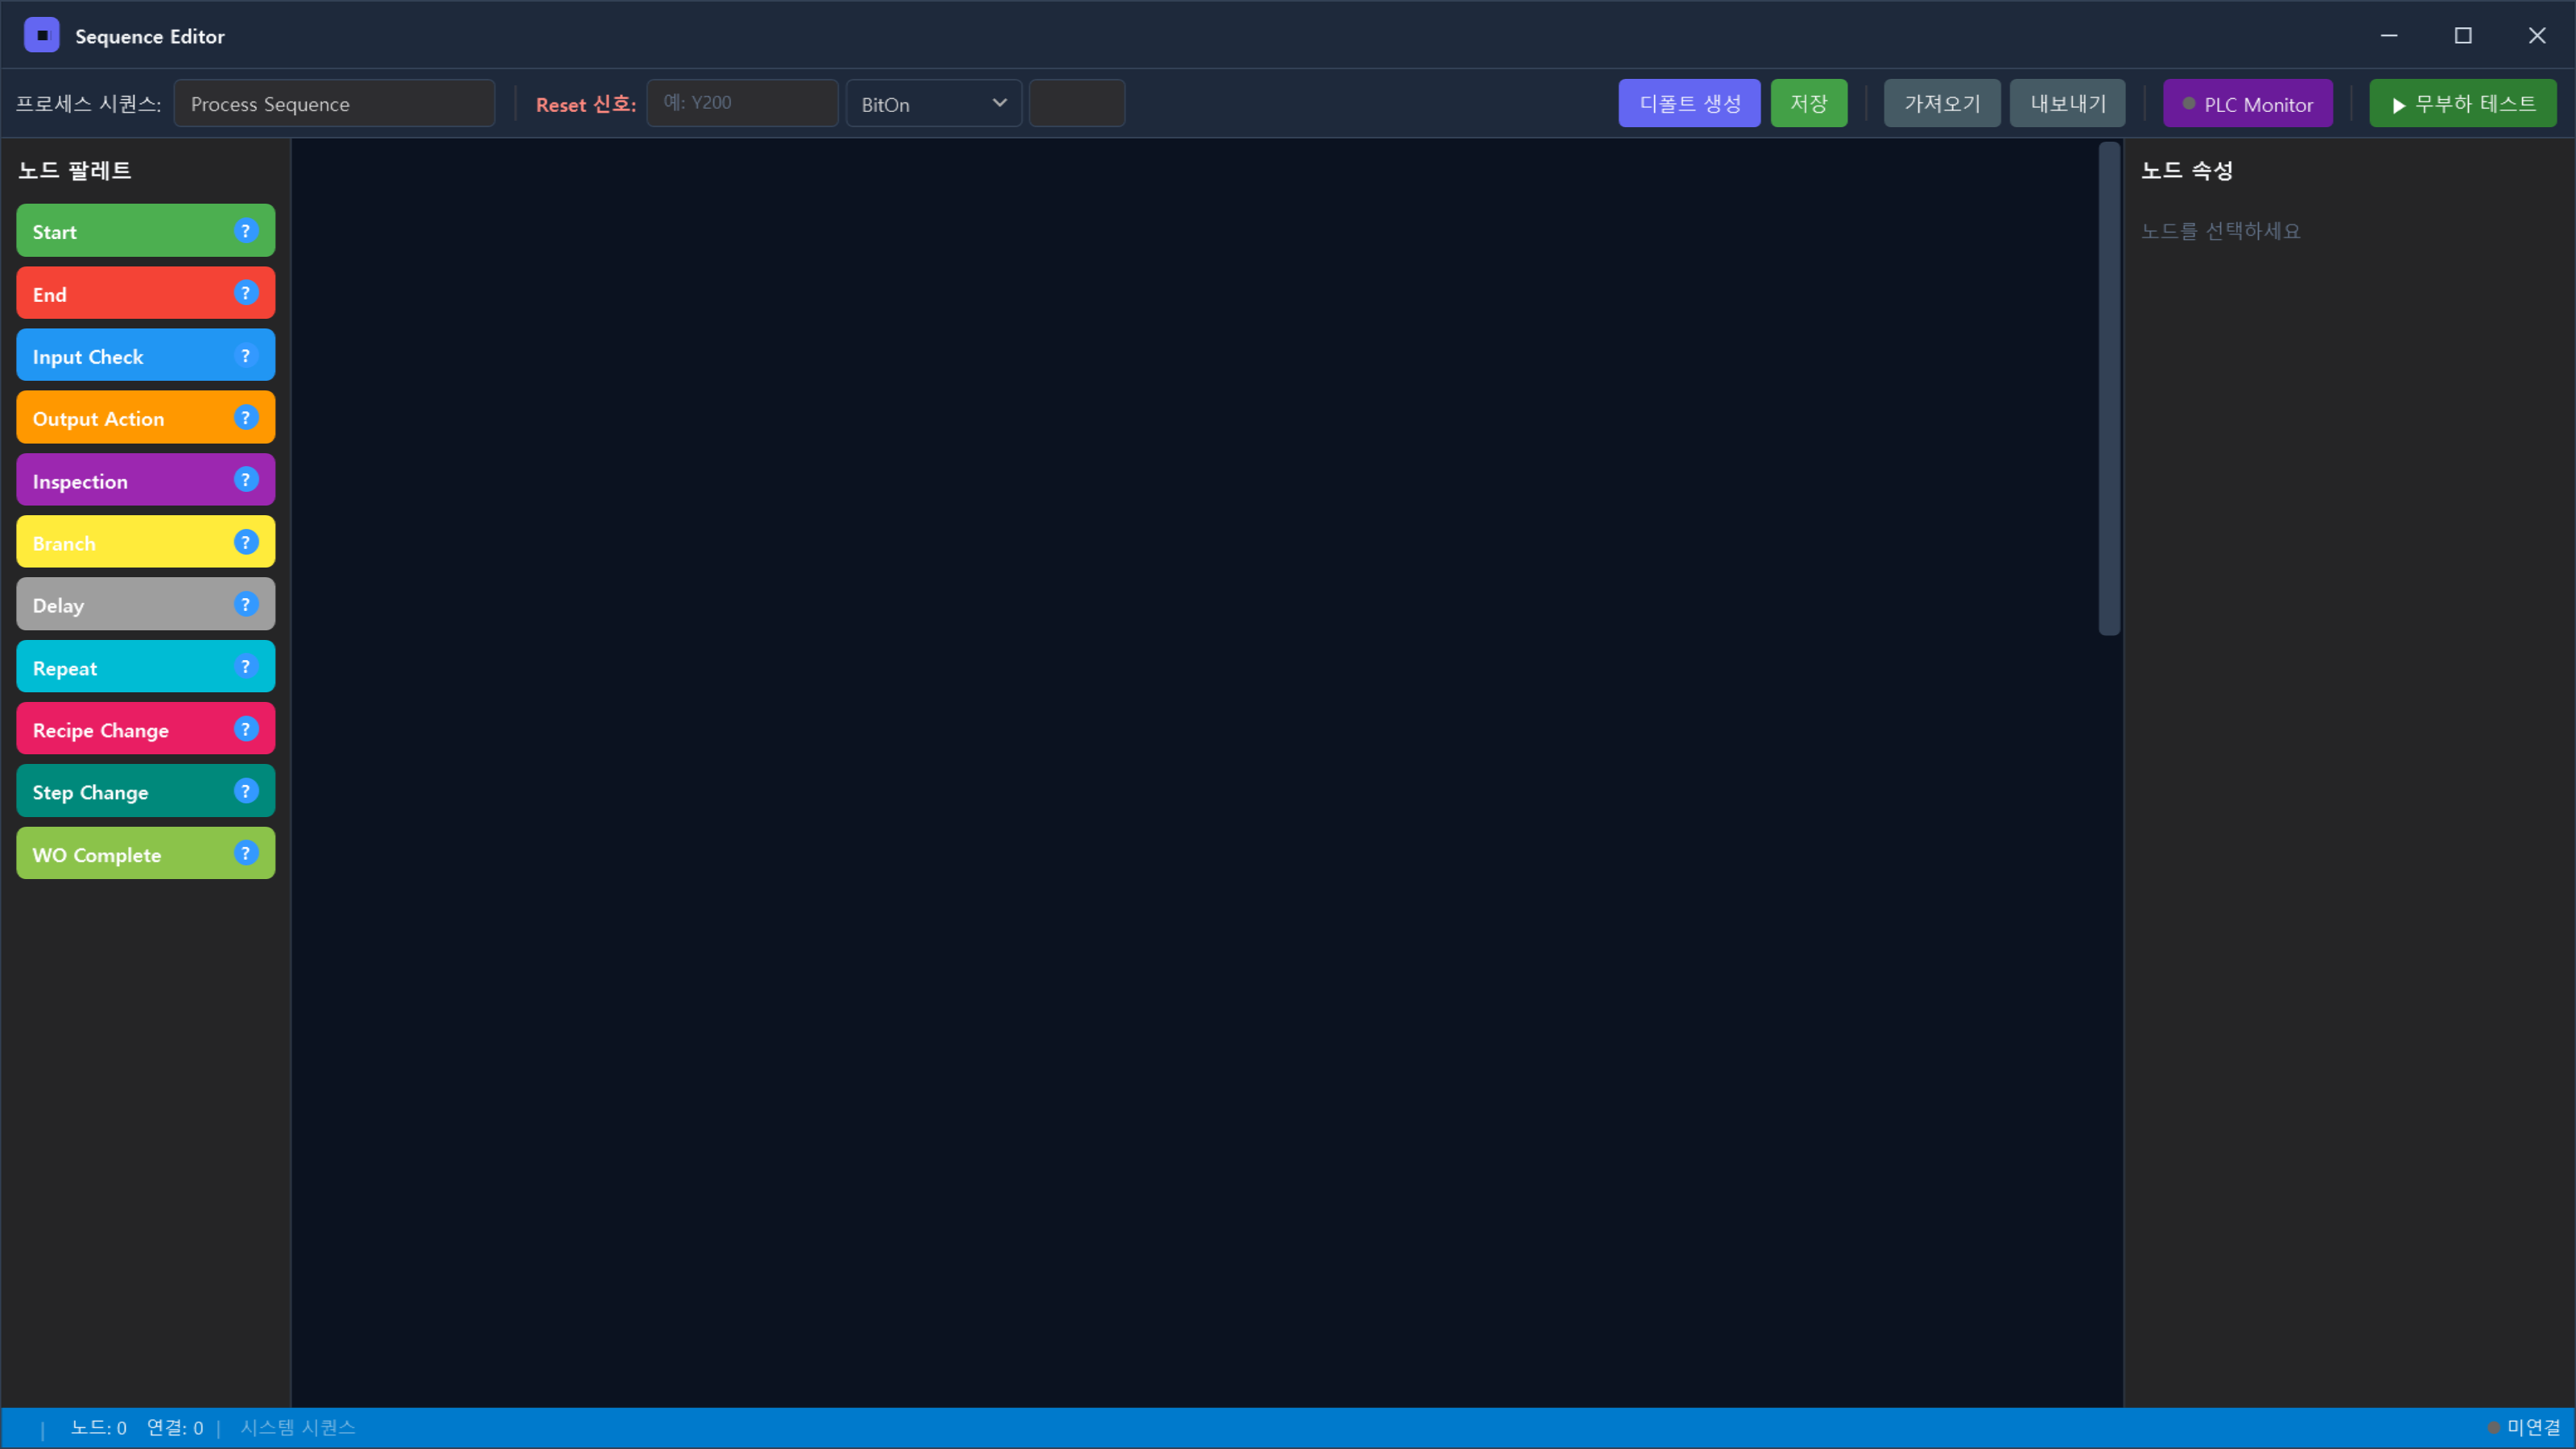 Sequence Editor
프로세스 시퀀스: Process Sequence Reset 신호: 예: Y200 BitOn 디폴트 생성 저장 가져오기 내보내기 PLC Monitor 무부하 테스트
노드 팔레트
Start ?
End ?
Input Check ?
Output Action ?
Inspection ?
Branch ?
Delay ?
Repeat ?
Recipe Change ?
Step Change ?
WO Complete ?
노드 속성
노드를 선택하세요
| 노드: 0 연결: 0 | 시스템 시퀀스 미연결